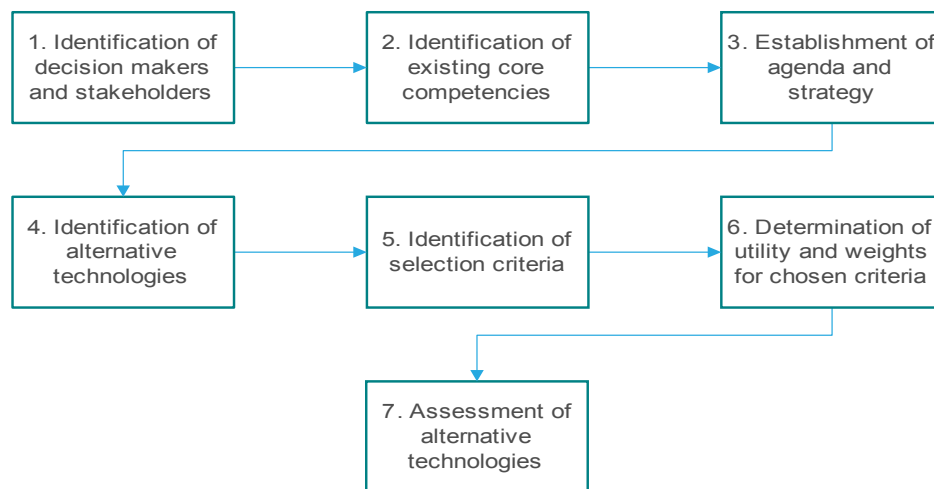 1. Identification of
decision makers
and stakeholders
2. Identification of
existing core
competencies
3. Establishment of
agenda and
strategy
4. Identification of
alternative
technologies
5. Identification of
selection criteria
6. Determination of
utility and weights
for chosen criteria
7. Assessment of
alternative
technologies